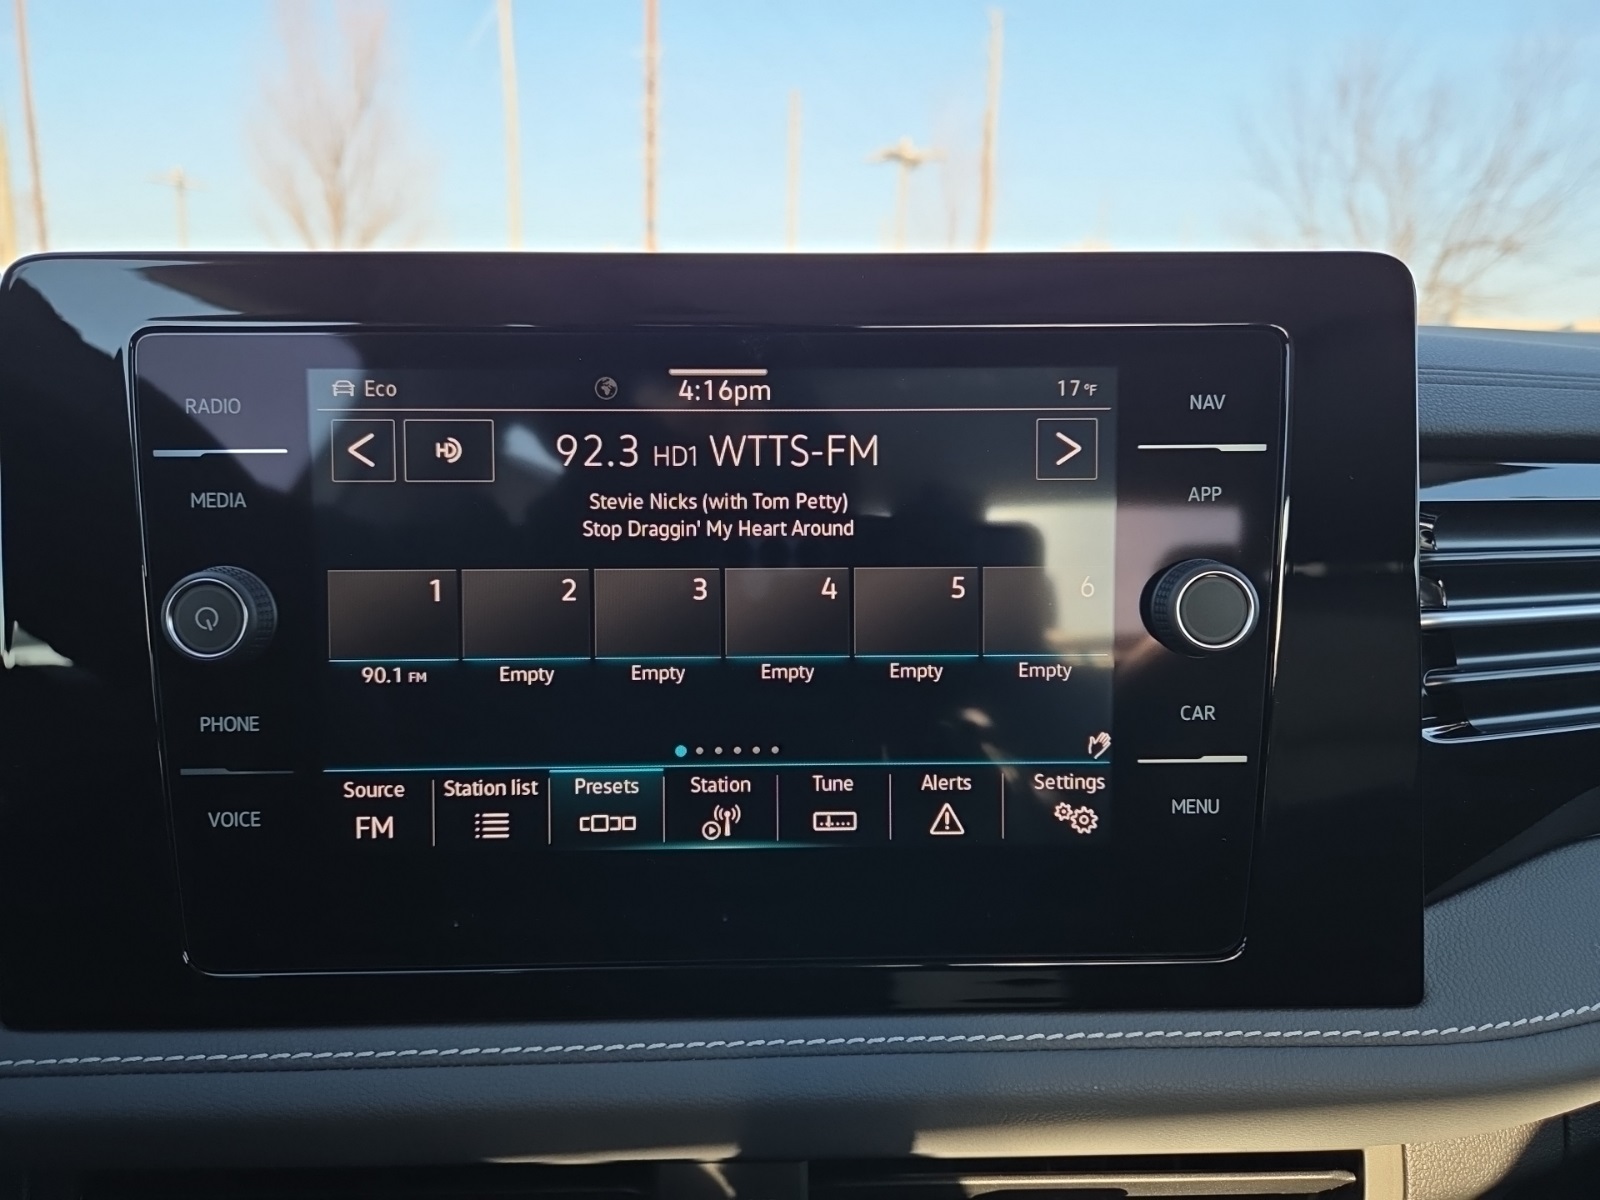 RADIO
MEDIA
PHONE
VOICE
Eco
4:16pm
17°F
HD
92.3 HD1 WTTS-FM
Stevie Nicks (with Tom Petty)
Stop Draggin' My Heart Around
1
2
3
4
5
6
90.1 FM
Empty
Empty
Empty
Empty
Empty
Source
FM
Station list
Presets
Station
Tune
Alerts
Settings
NAV
APP
CAR
MENU